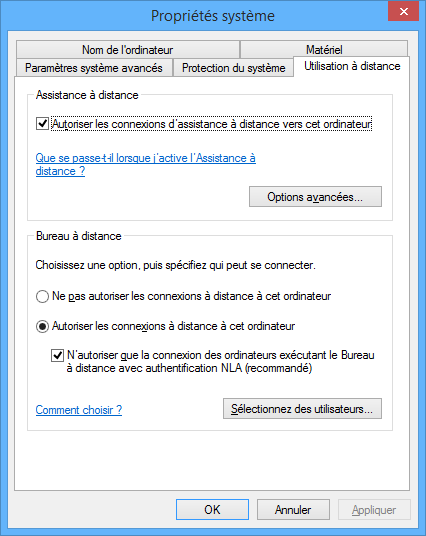 Propriétés système
Nom de l'ordinateur
Matériel
Paramètres système avancés
Protection du système
Utilisation à distance
Assistance à distance
Autoriser les connexions d'assistance à distance vers cet ordinateur
Que se passe-t-il lorsque j'active l'Assistance à
distance ?
Options avancées...
Bureau à distance
Choisissez une option, puis spécifiez qui peut se connecter.
Ne pas autoriser les connexions à distance à cet ordinateur
Autoriser les connexions à distance à cet ordinateur
N'autoriser que la connexion des ordinateurs exécutant le Bureau
à distance avec authentification NLA (recommandé)
Comment choisir ?
Sélectionnez des utilisateurs...
OK
Annuler
Appliquer